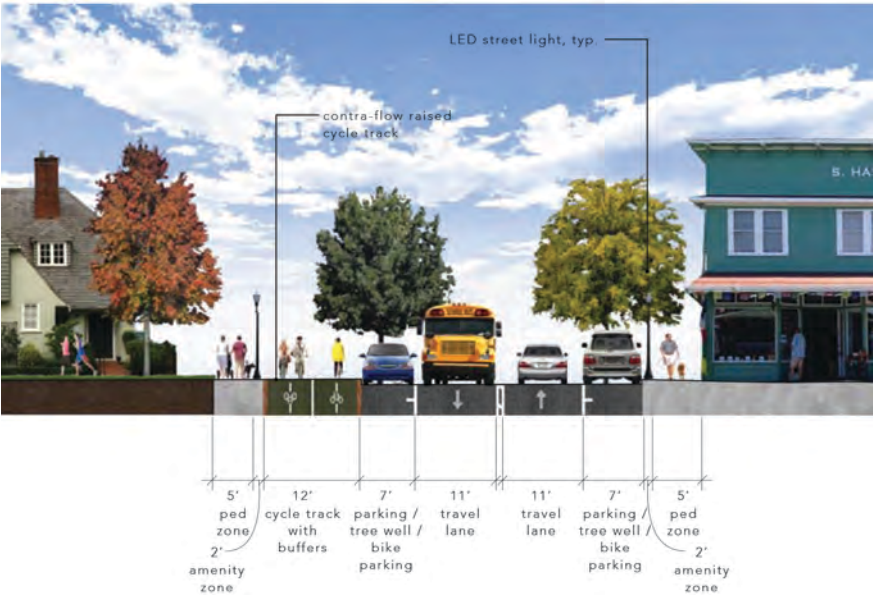 LED street light, typ.
contra-flow raised
cycle track
S. HA
SCHOOL BUS
5'
ped
zone
2'
amenity
zone
12'
cycle track
with
buffers
7'
parking /
tree well /
bike
parking
11'
travel
lane
11'
travel
lane
7'
parking /
tree well /
bike
parking
5'
ped
zone
2'
amenity
zone